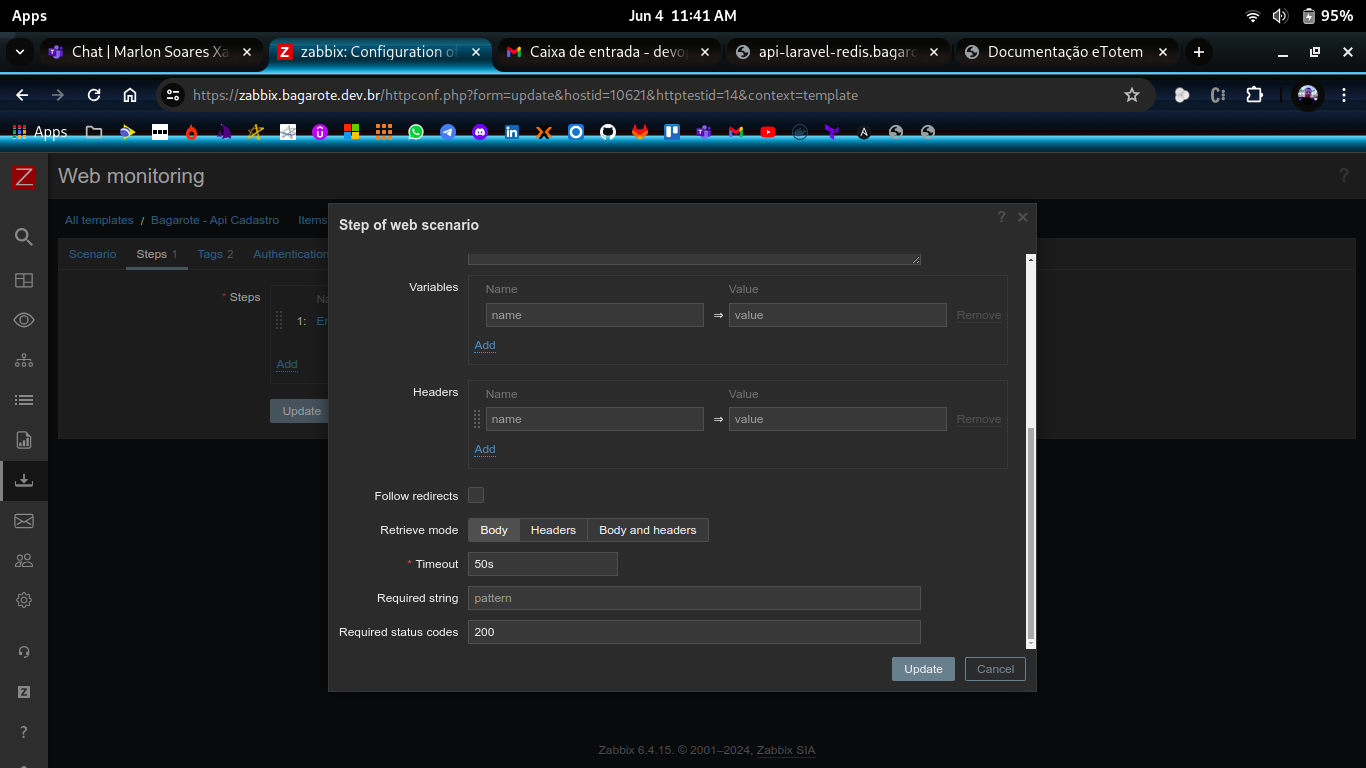 Apps
Jun 4 11:41 AM
95%
Chat | Marlon Soares Xa
zabbix: Configuration of
Caixa de entrada - devop
api-laravel-redis.bagaro
Documentação eTotem
https://zabbix.bagarote.dev.br/httpconf.php?form=update&hostid=10621&httptestid=14&context=template
Apps
Web monitoring
?
All templates / Bagarote - Api Cadastro Items
Scenario Steps 1 Tags 2 Authentication
* Steps
1:
Add
Update
Step of web scenario
?
Variables
Name Value
name ⇒ value Remove
Add
Headers
Name Value
name ⇒ value Remove
Add
Follow redirects
Retrieve mode Body Headers Body and headers
* Timeout 50s
Required string pattern
Required status codes 200
Update Cancel
Zabbix 6.4.15. © 2001–2024, Zabbix SIA